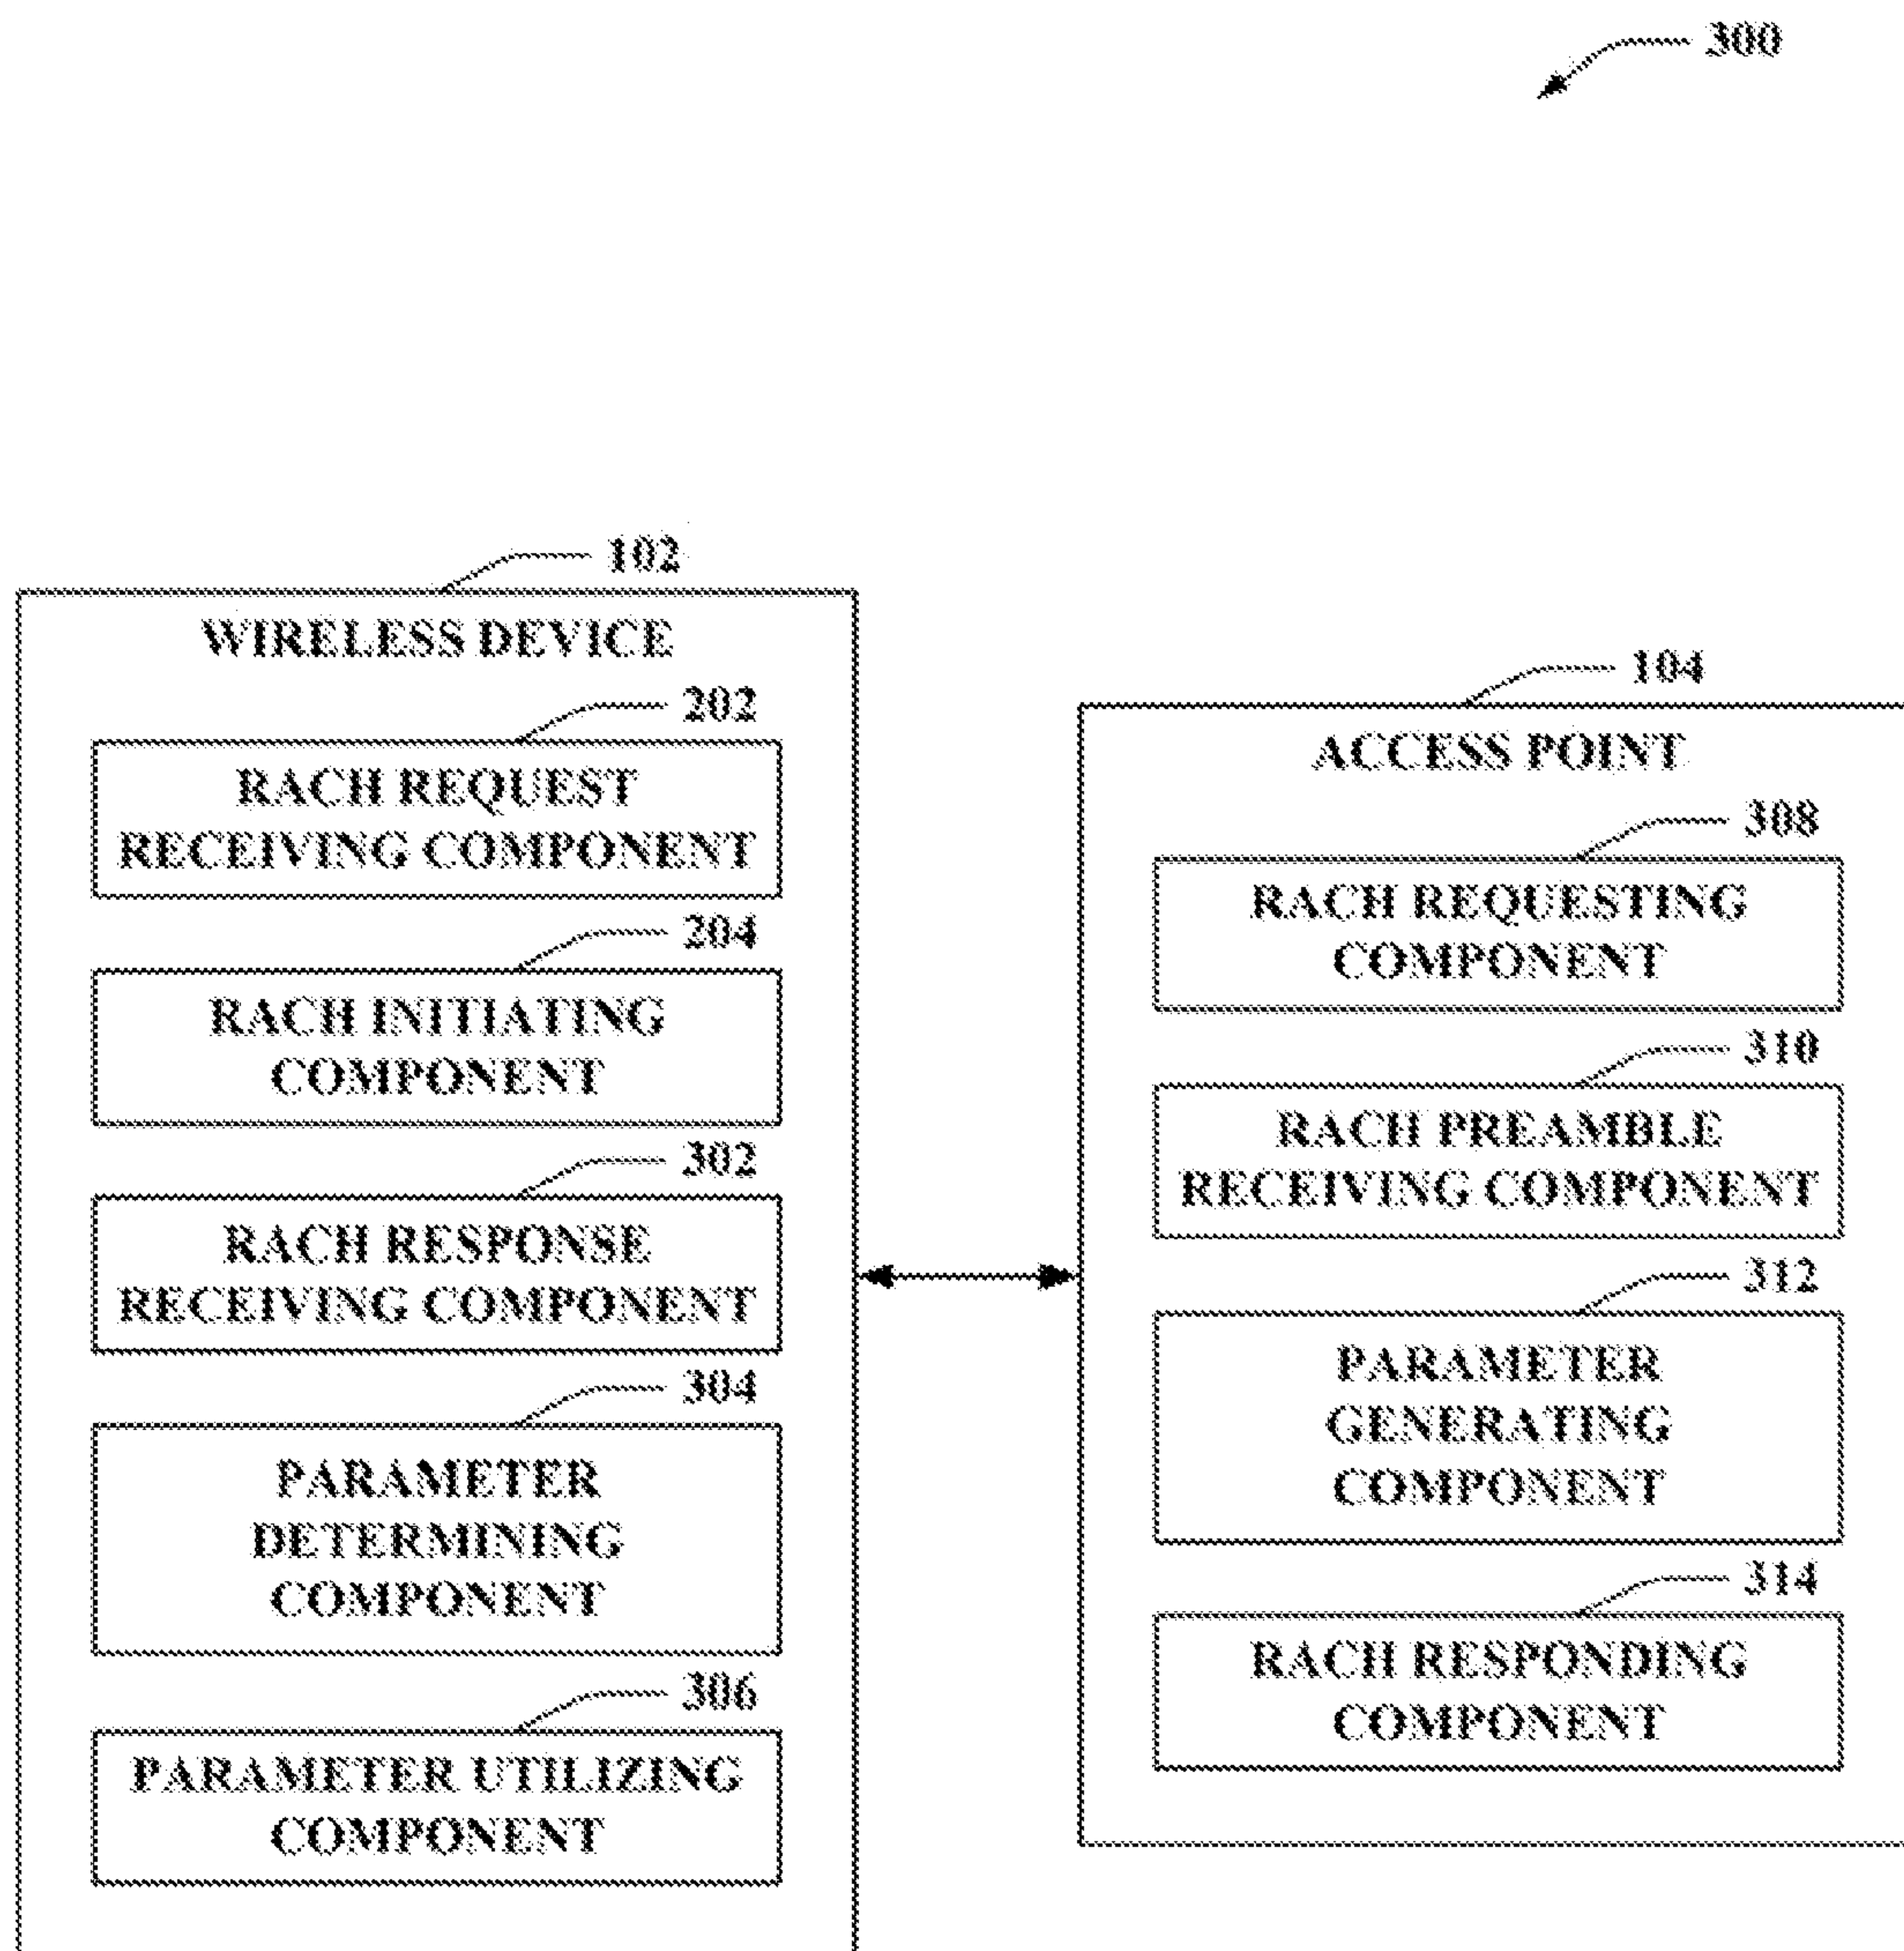 300
102
WIRELESS DEVICE
202
RACH REQUEST
RECEIVING COMPONENT
204
RACH INITIATING
COMPONENT
302
RACH RESPONSE
RECEIVING COMPONENT
304
PARAMETER
DETERMINING
COMPONENT
306
PARAMETER UTILIZING
COMPONENT
104
ACCESS POINT
308
RACH REQUESTING
COMPONENT
310
RACH PREAMBLE
RECEIVING COMPONENT
312
PARAMETER
GENERATING
COMPONENT
314
RACH RESPONDING
COMPONENT